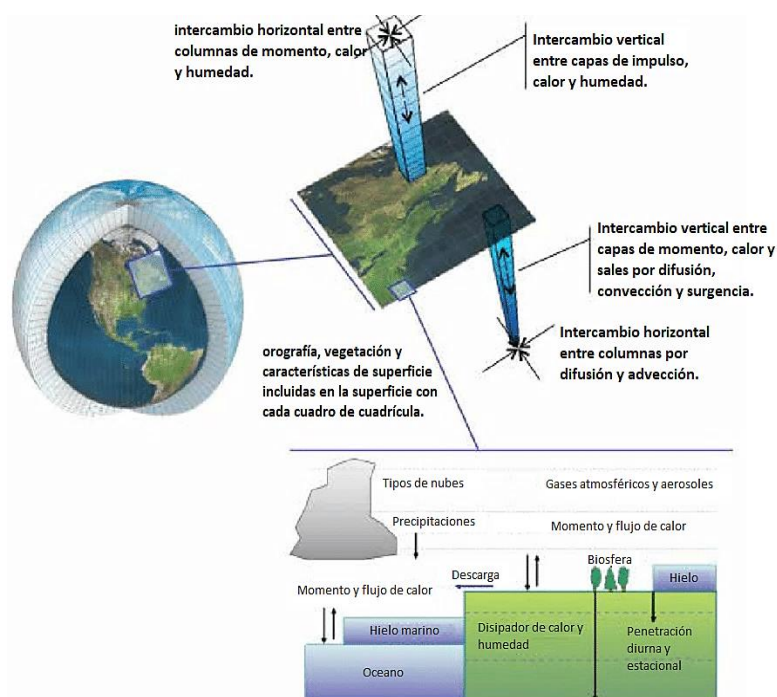 intercambio horizontal entre
columnas de momento, calor
y humedad.
Intercambio vertical
entre capas de impulso,
calor y humedad.
Intercambio vertical entre
capas de momento, calor y
sales por difusión,
convección y surgencia.
Intercambio horizontal
entre columnas por
difusión y advección.
orografía, vegetación y
características de superficie
incluidas en la superficie con
cada cuadro de cuadrícula.
Tipos de nubes
Gases atmosféricos y aerosoles
Precipitaciones
Momento y flujo de calor
Biosfera
Momento y flujo de calor
Descarga
Hielo
Hielo marino
Disipador de calor y
humedad
Penetración
diurna y
estacional
Oceano